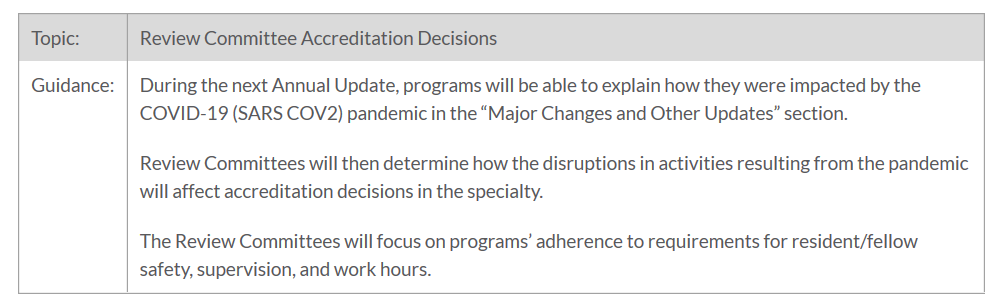 Topic: Review Committee Accreditation Decisions
Guidance: During the next Annual Update, programs will be able to explain how they were impacted by the
COVID-19 (SARS COV2) pandemic in the “Major Changes and Other Updates” section.
Review Committees will then determine how the disruptions in activities resulting from the pandemic
will affect accreditation decisions in the specialty.
The Review Committees will focus on programs’ adherence to requirements for resident/fellow
safety, supervision, and work hours.